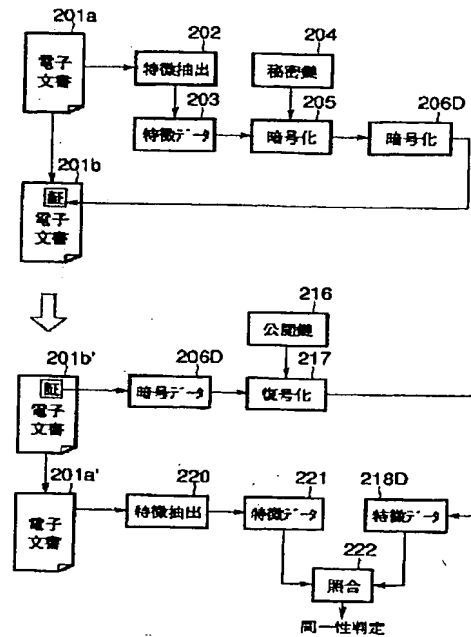 201a
202
204
電子
文書
特徴抽出
秘密鍵
203
205
206D
特徴データ
暗号化
暗号化
201b
証
電子
文書
216
公開鍵
201b'
206D
217
証
電子
文書
暗号データ
復号化
201a'
220
221
218D
電子
文書
特徴抽出
特徴データ
特徴データ
222
照合
同一性判定